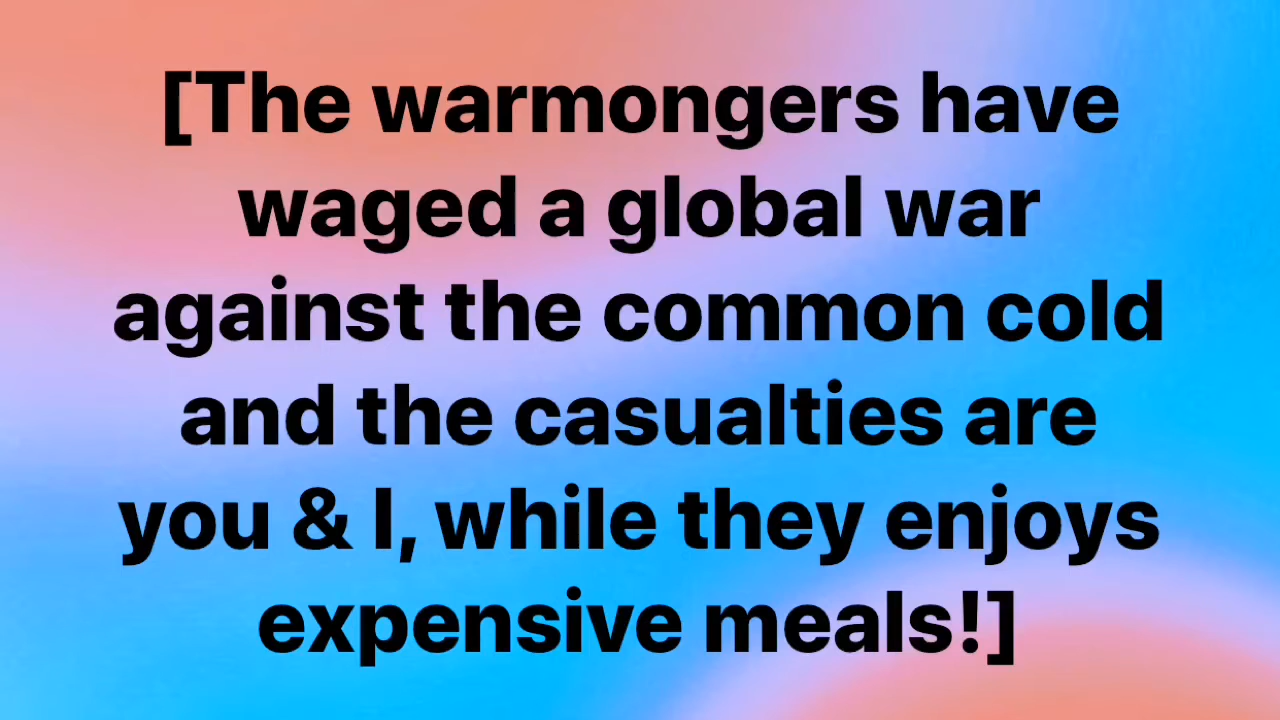 [The warmongers have
waged a global war
against the common cold
and the casualties are
you & I, while they enjoys
expensive meals!]